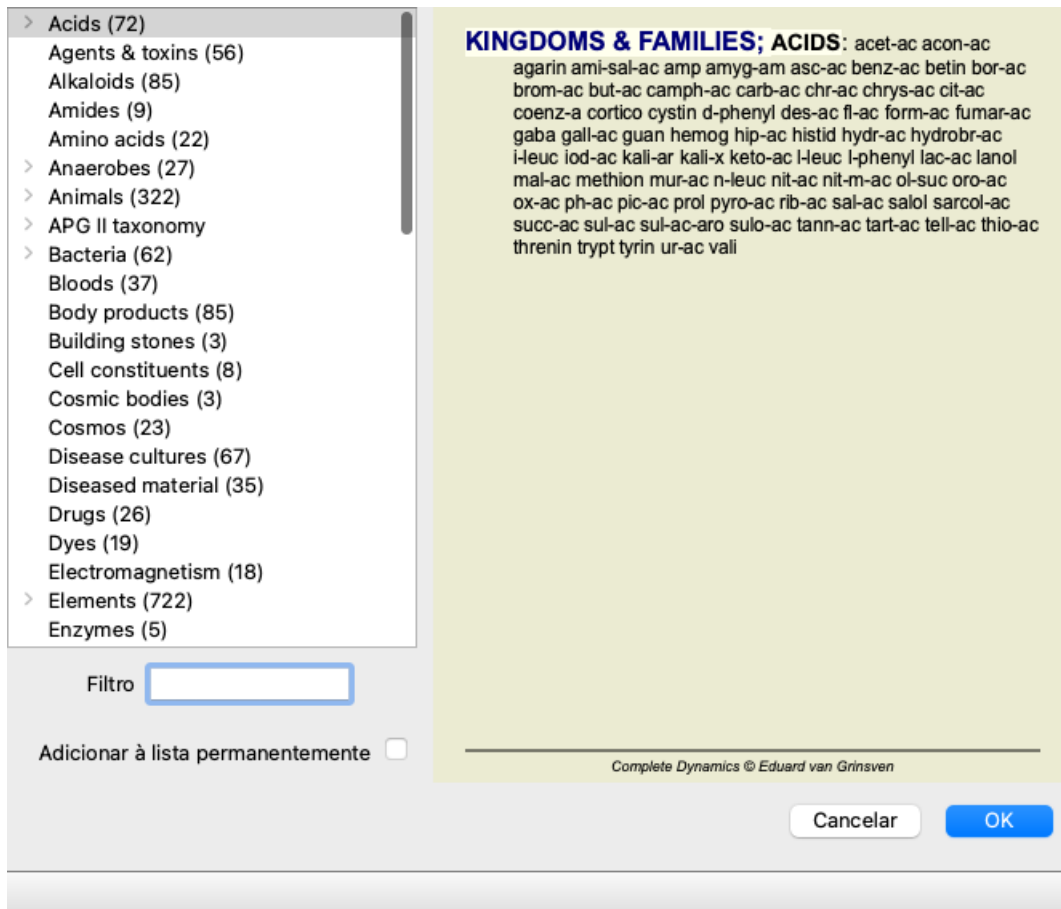 Acids (72)
Agents & toxins (56)
Alkaloids (85)
Amides (9)
Amino acids (22)
Anaerobes (27)
Animals (322)
APG II taxonomy
Bacteria (62)
Bloods (37)
Body products (85)
Building stones (3)
Cell constituents (8)
Cosmic bodies (3)
Cosmos (23)
Disease cultures (67)
Diseased material (35)
Drugs (26)
Dyes (19)
Electromagnetism (18)
Elements (722)
Enzymes (5)
Filtro
Adicionar à lista permanentemente
KINGDOMS & FAMILIES; ACIDS: acet-ac acon-ac
agarin ami-sal-ac amp amyg-am asc-ac benz-ac betin bor-ac
brom-ac but-ac camph-ac carb-ac chr-ac chrys-ac cit-ac
coenz-a cortico cystin d-phenyl des-ac fl-ac form-ac fumar-ac
gaba gall-ac guan hemog hip-ac histid hydr-ac hydrobr-ac
i-leuc iod-ac kali-ar kali-x keto-ac l-leuc l-phenyl lac-ac lanol
mal-ac methion mur-ac n-leuc nit-ac nit-m-ac ol-suc oro-ac
ox-ac ph-ac pic-ac prol pyro-ac rib-ac sal-ac salol sarcol-ac
succ-ac sul-ac sul-ac-aro sulo-ac tann-ac tart-ac tell-ac thio-ac
threnin trypt tyrin ur-ac vali
Complete Dynamics © Eduard van Grinsven
Cancelar
OK